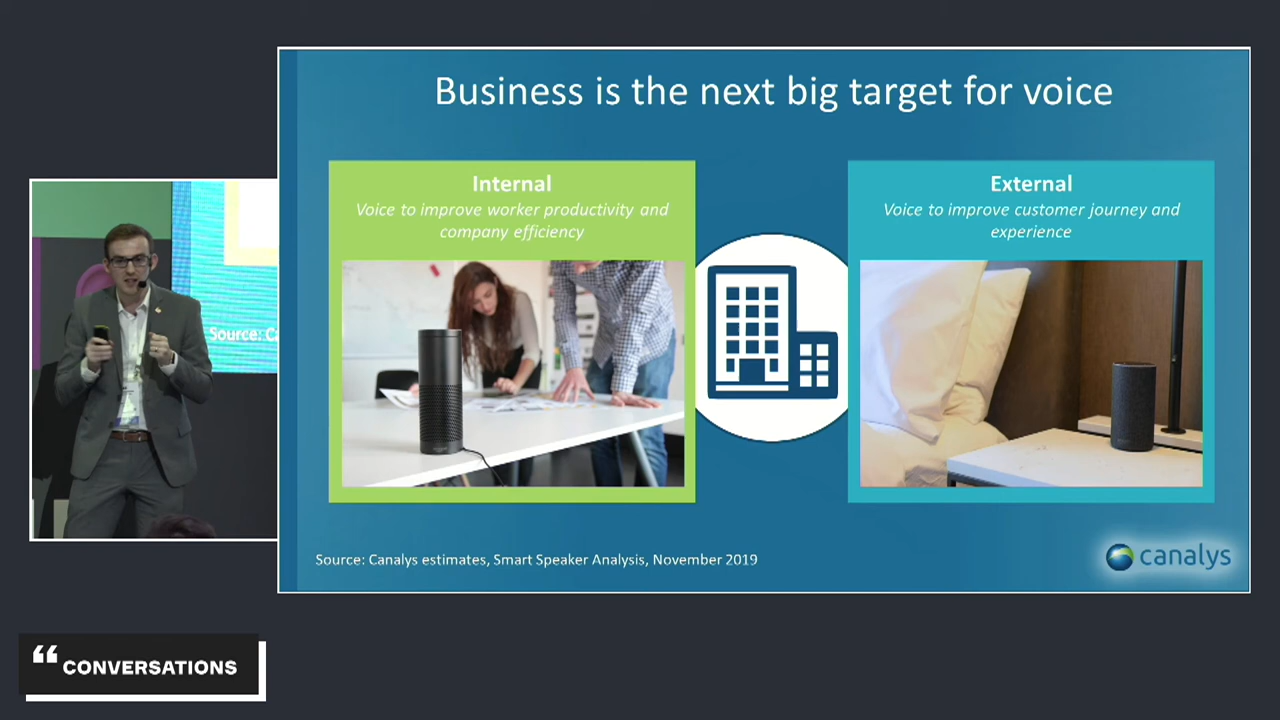 Business is the next big target for voice
Internal
Voice to improve worker productivity and
company efficiency
External
Voice to improve customer journey and
experience
Source:
Source: Canalys estimates, Smart Speaker Analysis, November 2019
canalys
“ CONVERSATIONS